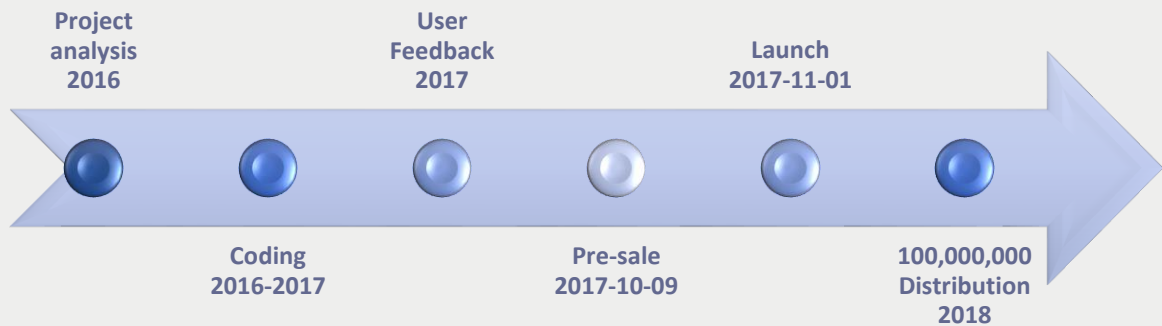 Project
analysis
2016
Coding
2016-2017
User
Feedback
2017
Pre-sale
2017-10-09
Launch
2017-11-01
100,000,000
Distribution
2018